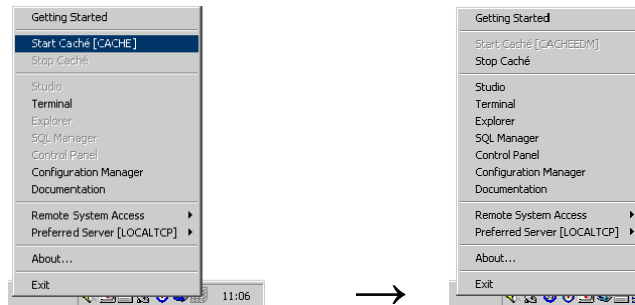 Getting Started
Start Caché [CACHE]
Stop Caché
Studio
Terminal
Explorer
SQL Manager
Control Panel
Configuration Manager
Documentation
Remote System Access
Preferred Server [LOCALTCP]
About...
Exit
11:06
Getting Started
Start Caché [CACHEEDM]
Stop Caché
Studio
Terminal
Explorer
SQL Manager
Control Panel
Configuration Manager
Documentation
Remote System Access
Preferred Server [LOCALTCP]
About...
Exit